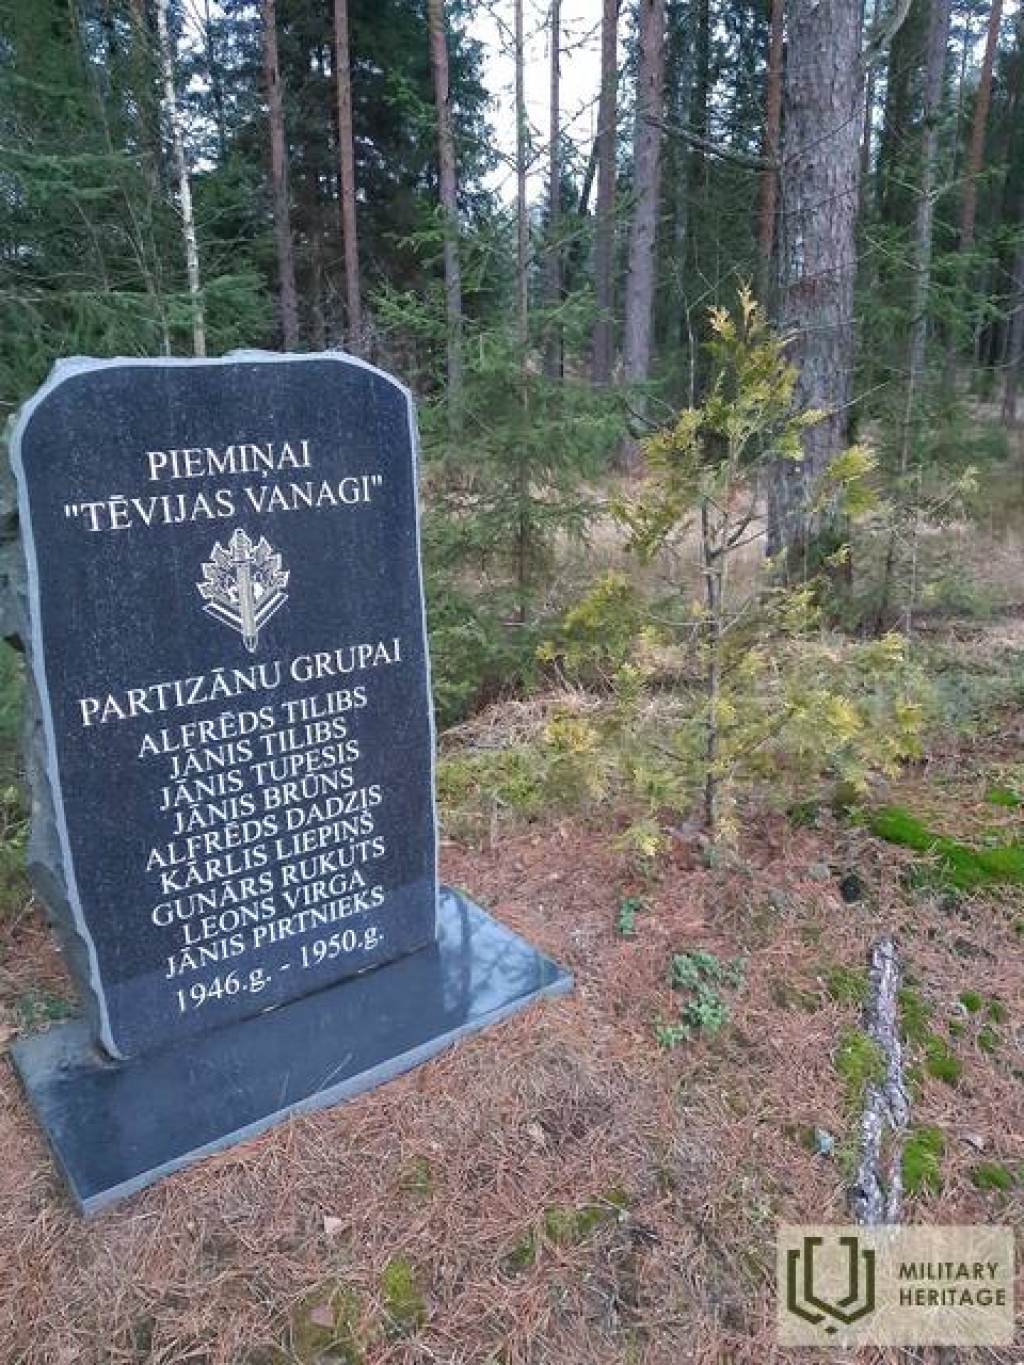 PIEMIŅAI
"TĒVIJAS VANAGI"
PARTIZĀNU GRUPAI
ALFRĒDS TILIBS
JĀNIS TILIBS
JĀNIS TUPESIS
JĀNIS BRŪNS
ALFRĒDS DADZIS
KĀRLIS LIEPIŅŠ
GUNĀRS RUKUTS
LEONS VIRGA
JĀNIS PIRTNIEKS
1946.g. - 1950.g.
MILITARY
HERITAGE